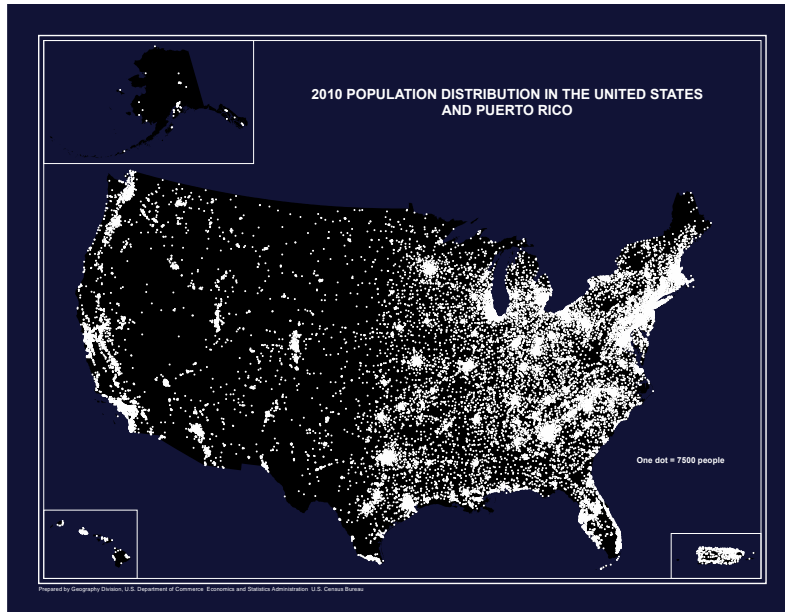 2010 POPULATION DISTRIBUTION IN THE UNITED STATES
AND PUERTO RICO
One dot = 7500 people
Prepared by Geography Division, U.S. Department of Commerce Economics and Statistics Administration U.S. Census Bureau